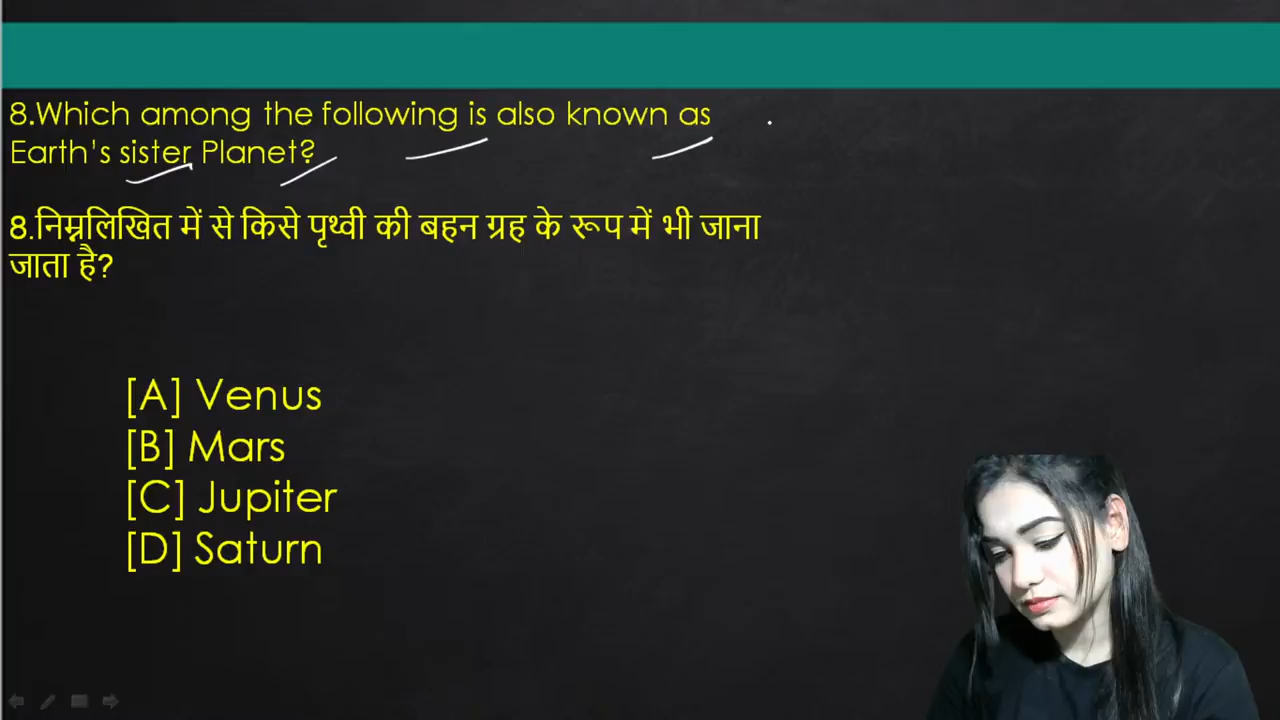 8.Which among the following is also known as
Earth's sister Planet?
8.निम्नलिखित में से किसे पृथ्वी की बहन ग्रह के रूप में भी जाना
जाता है?
[A] Venus
[B] Mars
[C] Jupiter
[D] Saturn